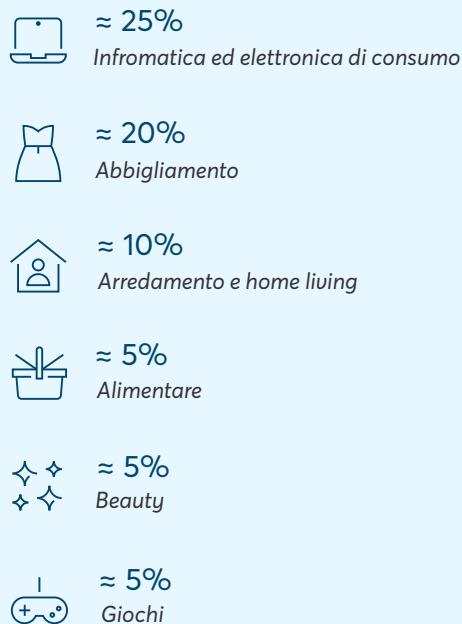 ≈ 25%
Infromatica ed elettronica di consumo
≈ 20%
Abbigliamento
≈ 10%
Arredamento e home living
≈ 5%
Alimentare
≈ 5%
Beauty
≈ 5%
Giochi